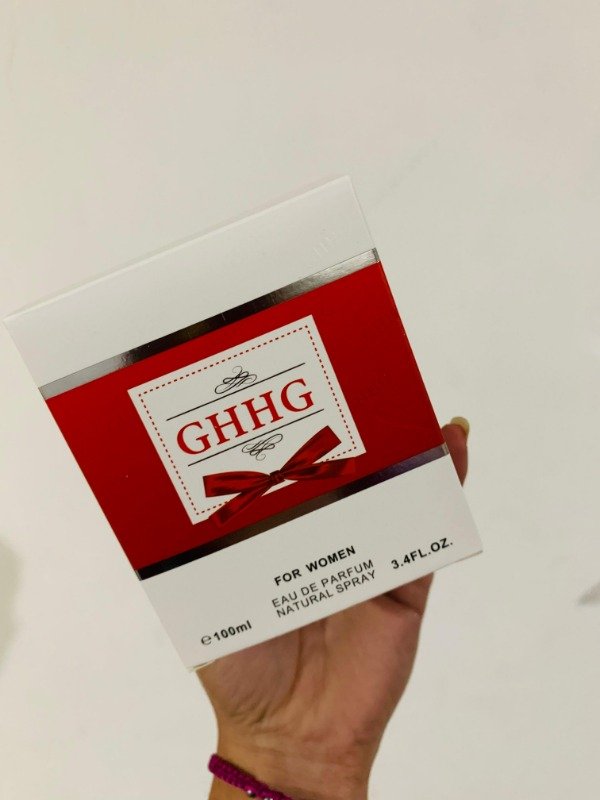 GHHG
FOR WOMEN
EAU DE PARFUM
NATURAL SPRAY
℮100ml
3.4FL.OZ.